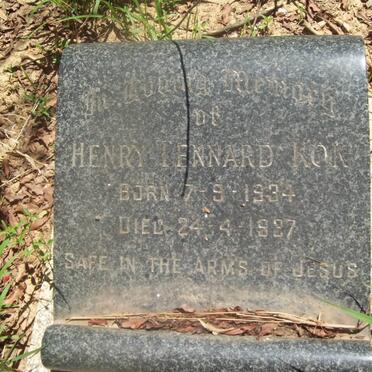 In Loving Memory
of
HENRY LENNARD KOK
BORN 7-9-1934
DIED 24-4-1937
SAFE IN THE ARMS OF JESUS